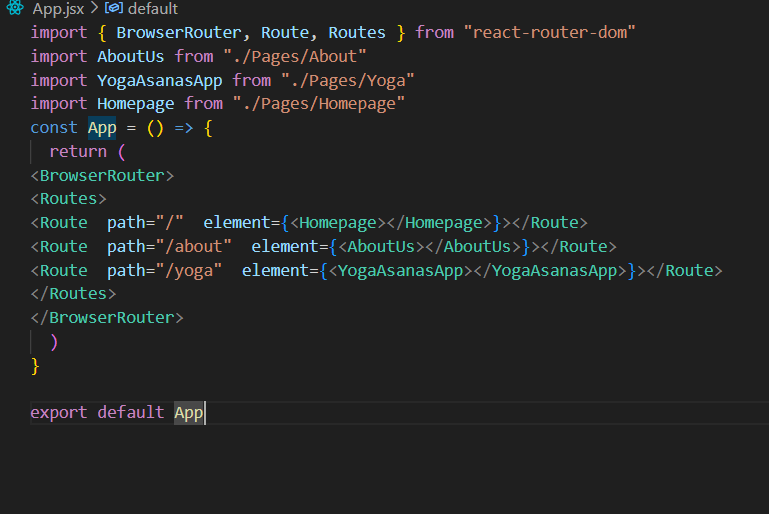 App.jsx > default
import { BrowserRouter, Route, Routes } from "react-router-dom"
import AboutUs from "./Pages/About"
import YogaAsanasApp from "./Pages/Yoga"
import Homepage from "./Pages/Homepage"
const App = () => {
  return (
<BrowserRouter>
<Routes>
<Route  path="/"  element={<Homepage></Homepage>}></Route>
<Route  path="/about"  element={<AboutUs></AboutUs>}></Route>
<Route  path="/yoga"  element={<YogaAsanasApp></YogaAsanasApp>}></Route>
</Routes>
</BrowserRouter>
  )
}
export default App